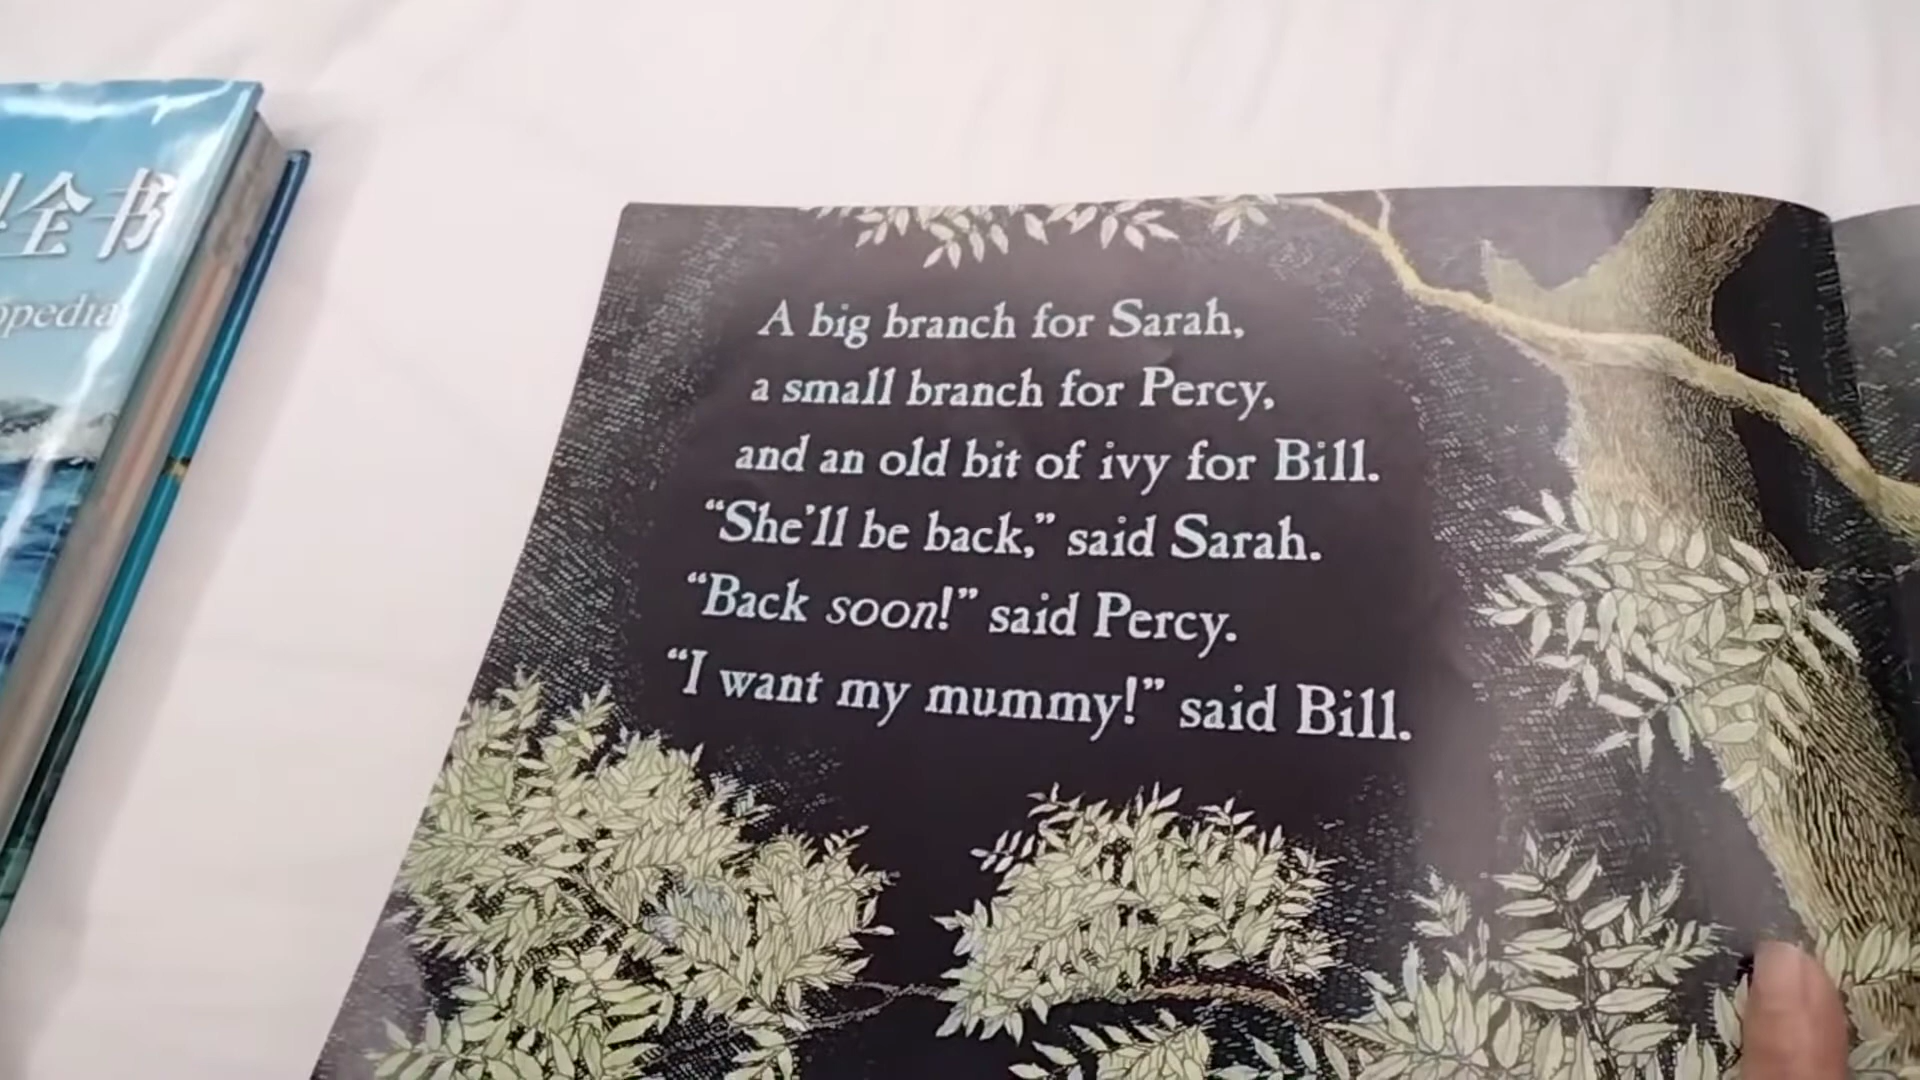 全书
opedia
A big branch for Sarah,
a small branch for Percy,
and an old bit of ivy for Bill.
“She’ll be back,” said Sarah.
“Back soon!” said Percy.
“I want my mummy!” said Bill.